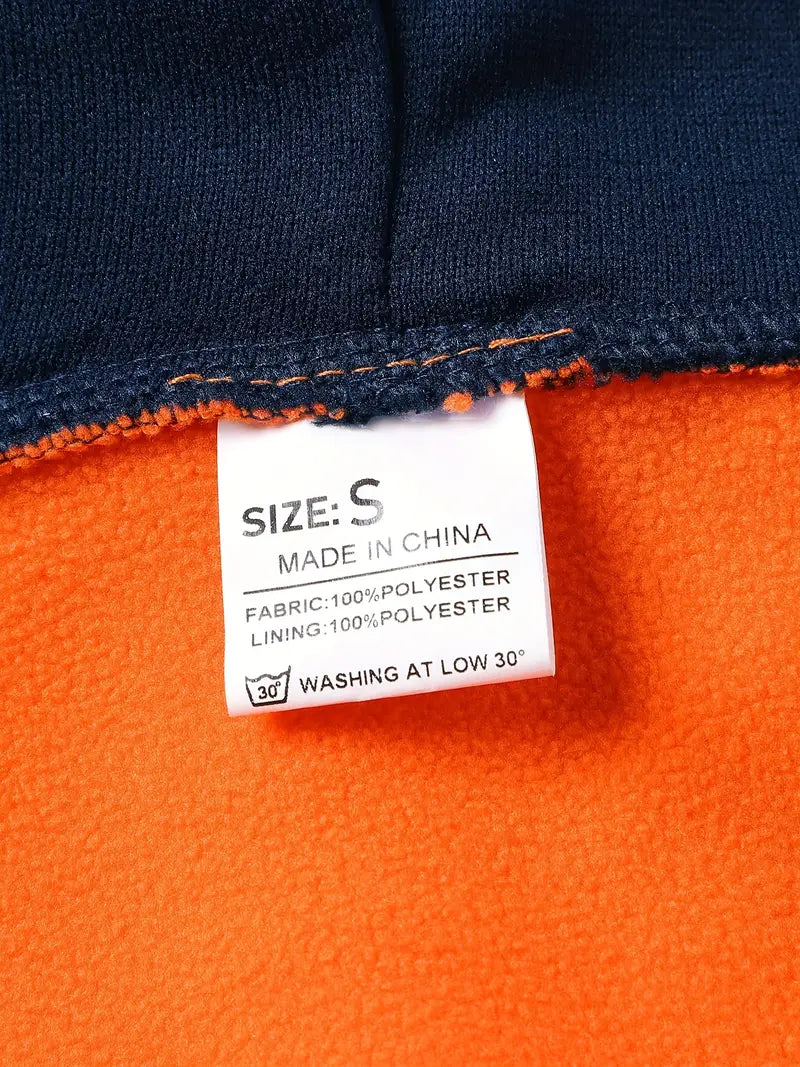 SIZE: S
MADE IN CHINA
FABRIC:100%POLYESTER
LINING:100%POLYESTER
30° WASHING AT LOW 30°